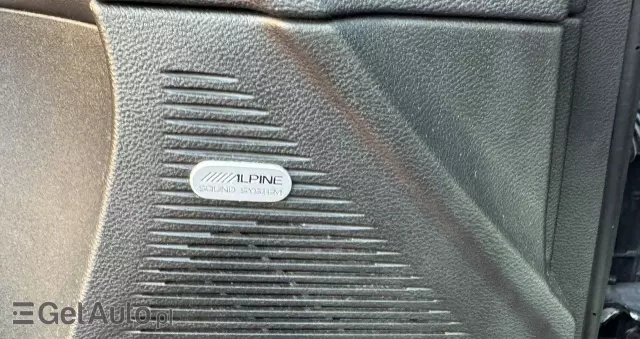 ALPINE
SOUND SYSTEM
GetAuto.pl